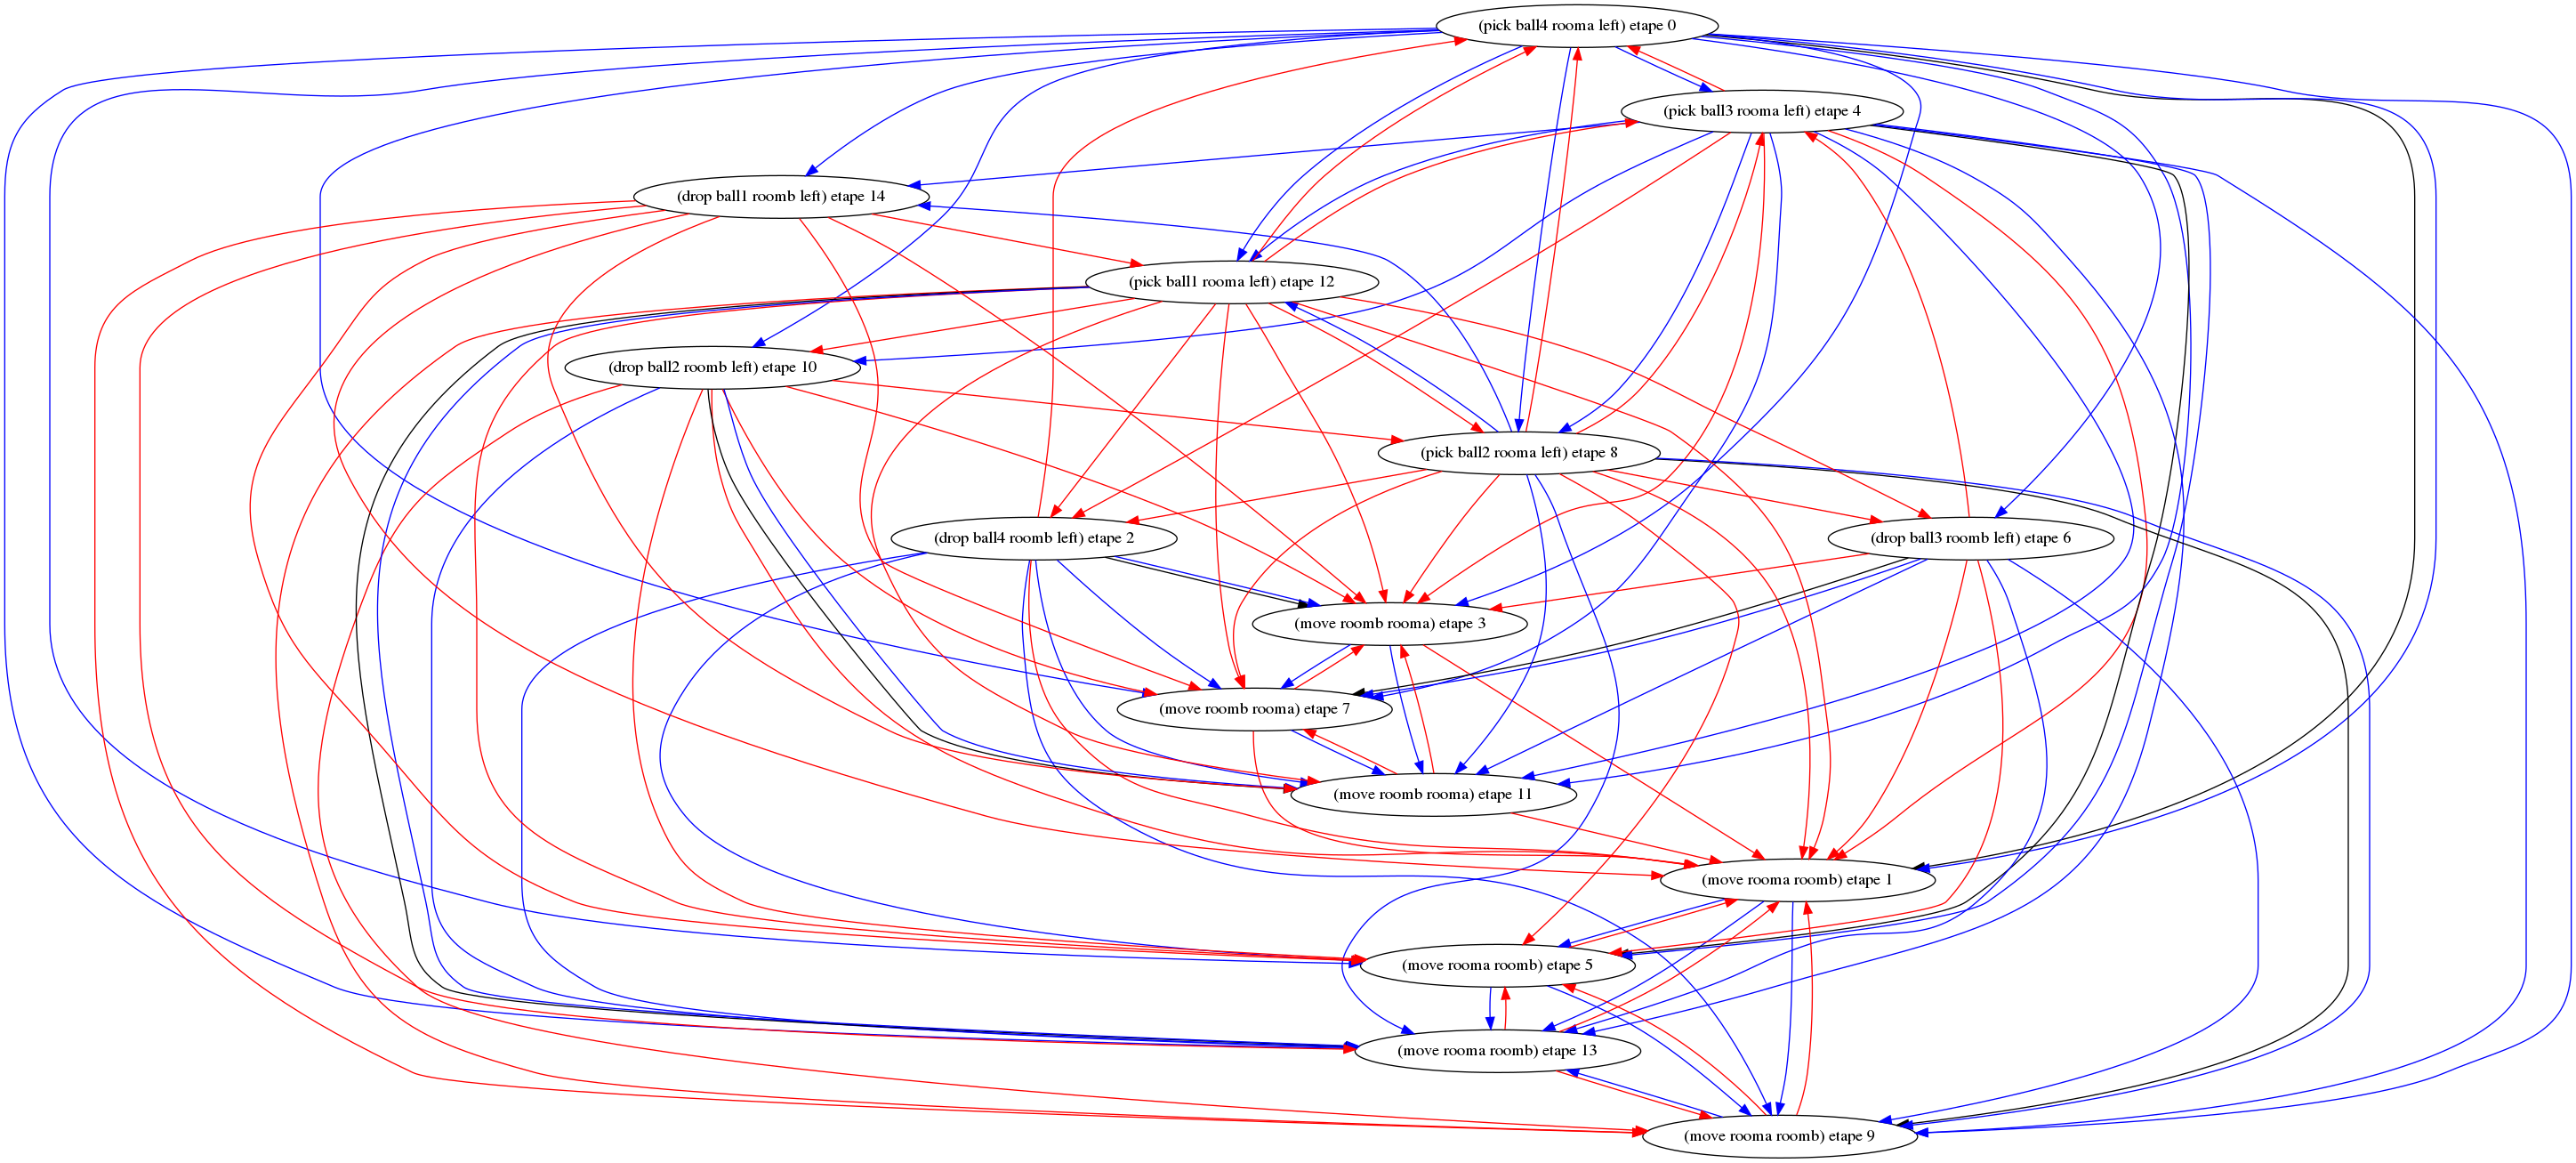 (pick ball4 rooma left) etape 0
(pick ball3 rooma left) etape 4
(drop ball1 roomb left) etape 14
(pick ball1 rooma left) etape 12
(drop ball2 roomb left) etape 10
(pick ball2 rooma left) etape 8
(drop ball4 roomb left) etape 2
(drop ball3 roomb left) etape 6
(move roomb rooma) etape 3
(move roomb rooma) etape 7
(move roomb rooma) etape 11
(move rooma roomb) etape 1
(move rooma roomb) etape 5
(move rooma roomb) etape 13
(move rooma roomb) etape 9